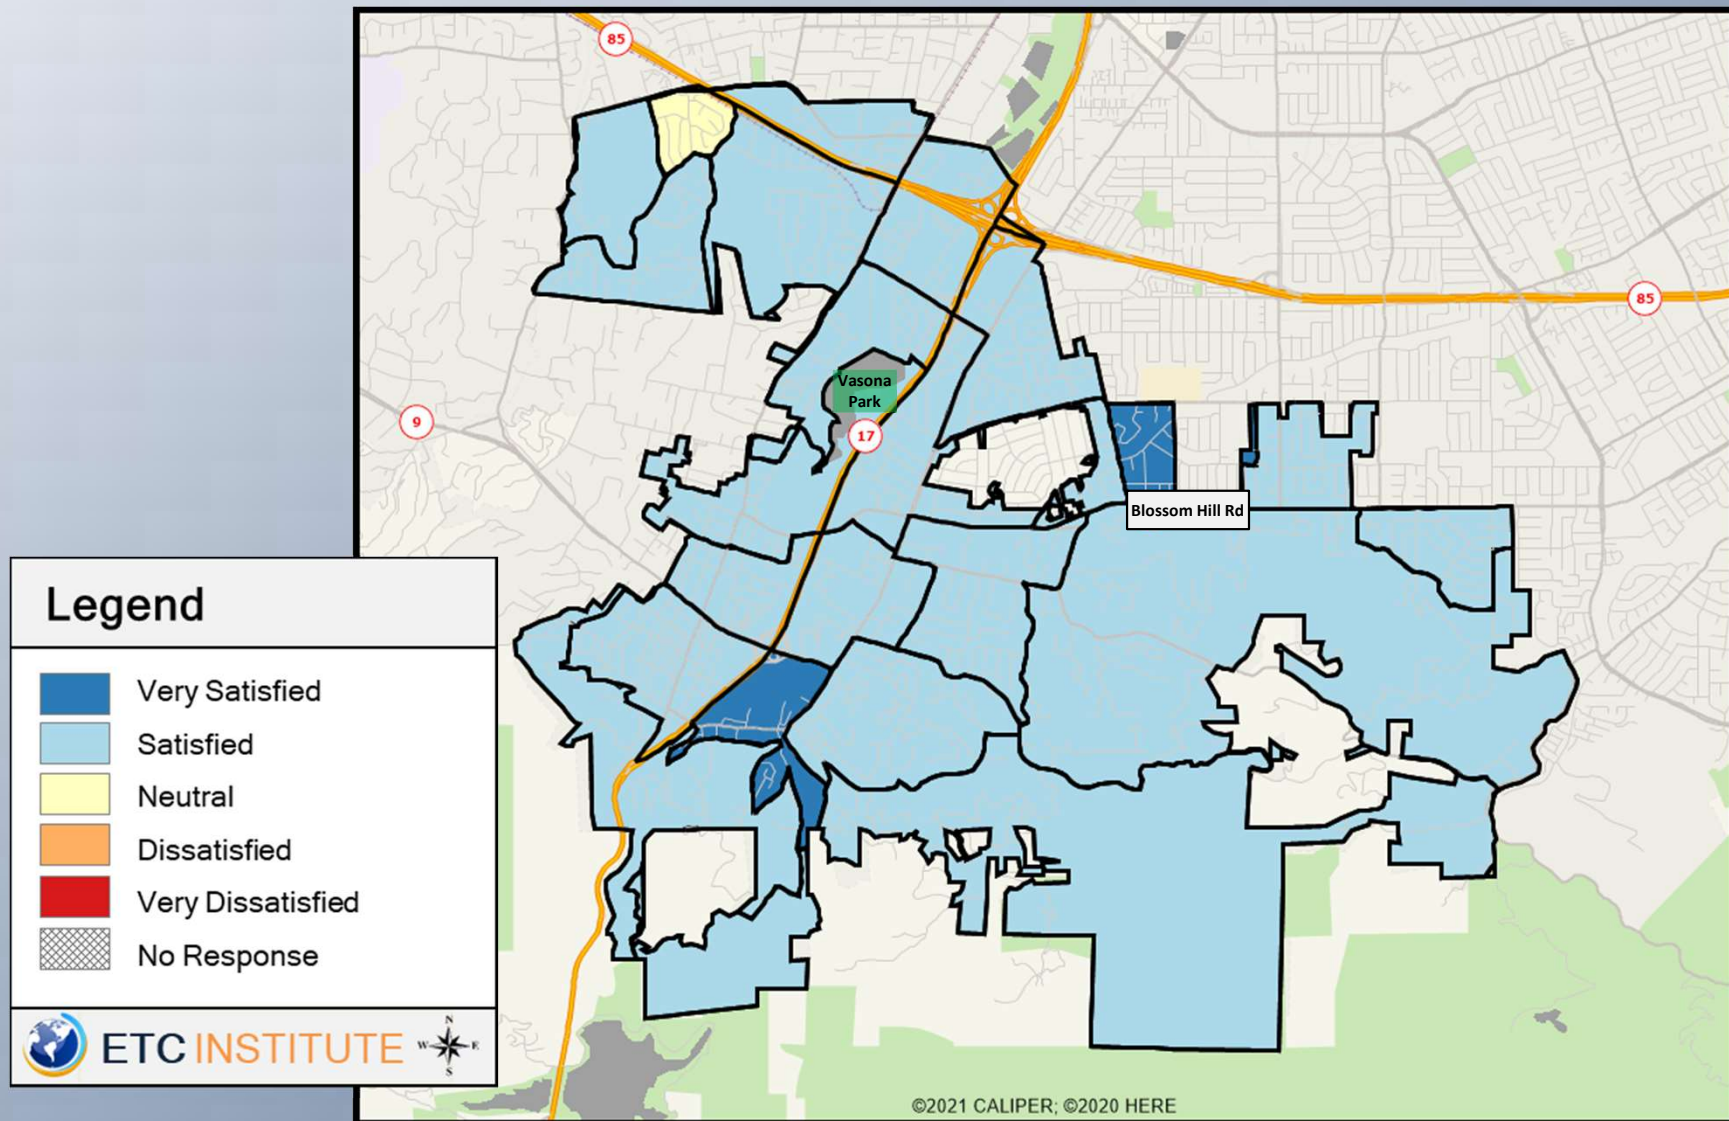 85
85
9
Vasona
Park
17
Blossom Hill Rd
Legend
Very Satisfied
Satisfied
Neutral
Dissatisfied
Very Dissatisfied
No Response
ETC INSTITUTE
N
W E
S
©2021 CALIPER; ©2020 HERE